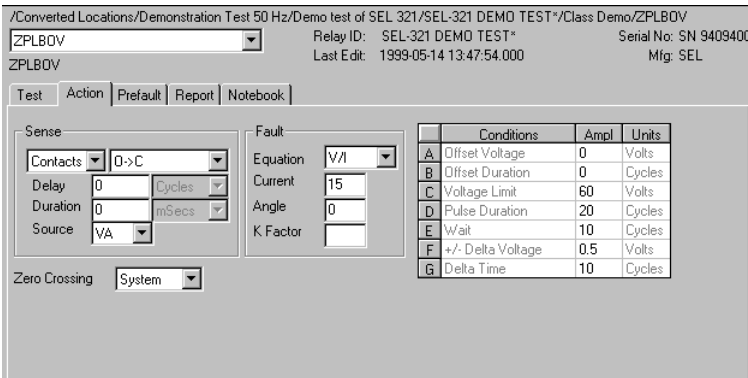 /Converted Locations/Demonstration Test 50 Hz/Demo test of SEL 321/SEL-321 DEMO TEST*/Class Demo/ZPLBOV
ZPLBOV Relay ID: SEL-321 DEMO TEST* Serial No: SN 9409400
ZPLBOV Last Edit: 1999-05-14 13:47:54.000 Mfg: SEL
Test Action Prefault Report Notebook
Sense
Contacts O->C
Delay 0 Cycles
Duration 0 mSecs
Source VA
Zero Crossing System
Fault
Equation V/I
Current 15
Angle 0
K Factor
Conditions Ampl Units
A Offset Voltage 0 Volts
B Offset Duration 0 Cycles
C Voltage Limit 60 Volts
D Pulse Duration 20 Cycles
E Wait 10 Cycles
F +/- Delta Voltage 0.5 Volts
G Delta Time 10 Cycles